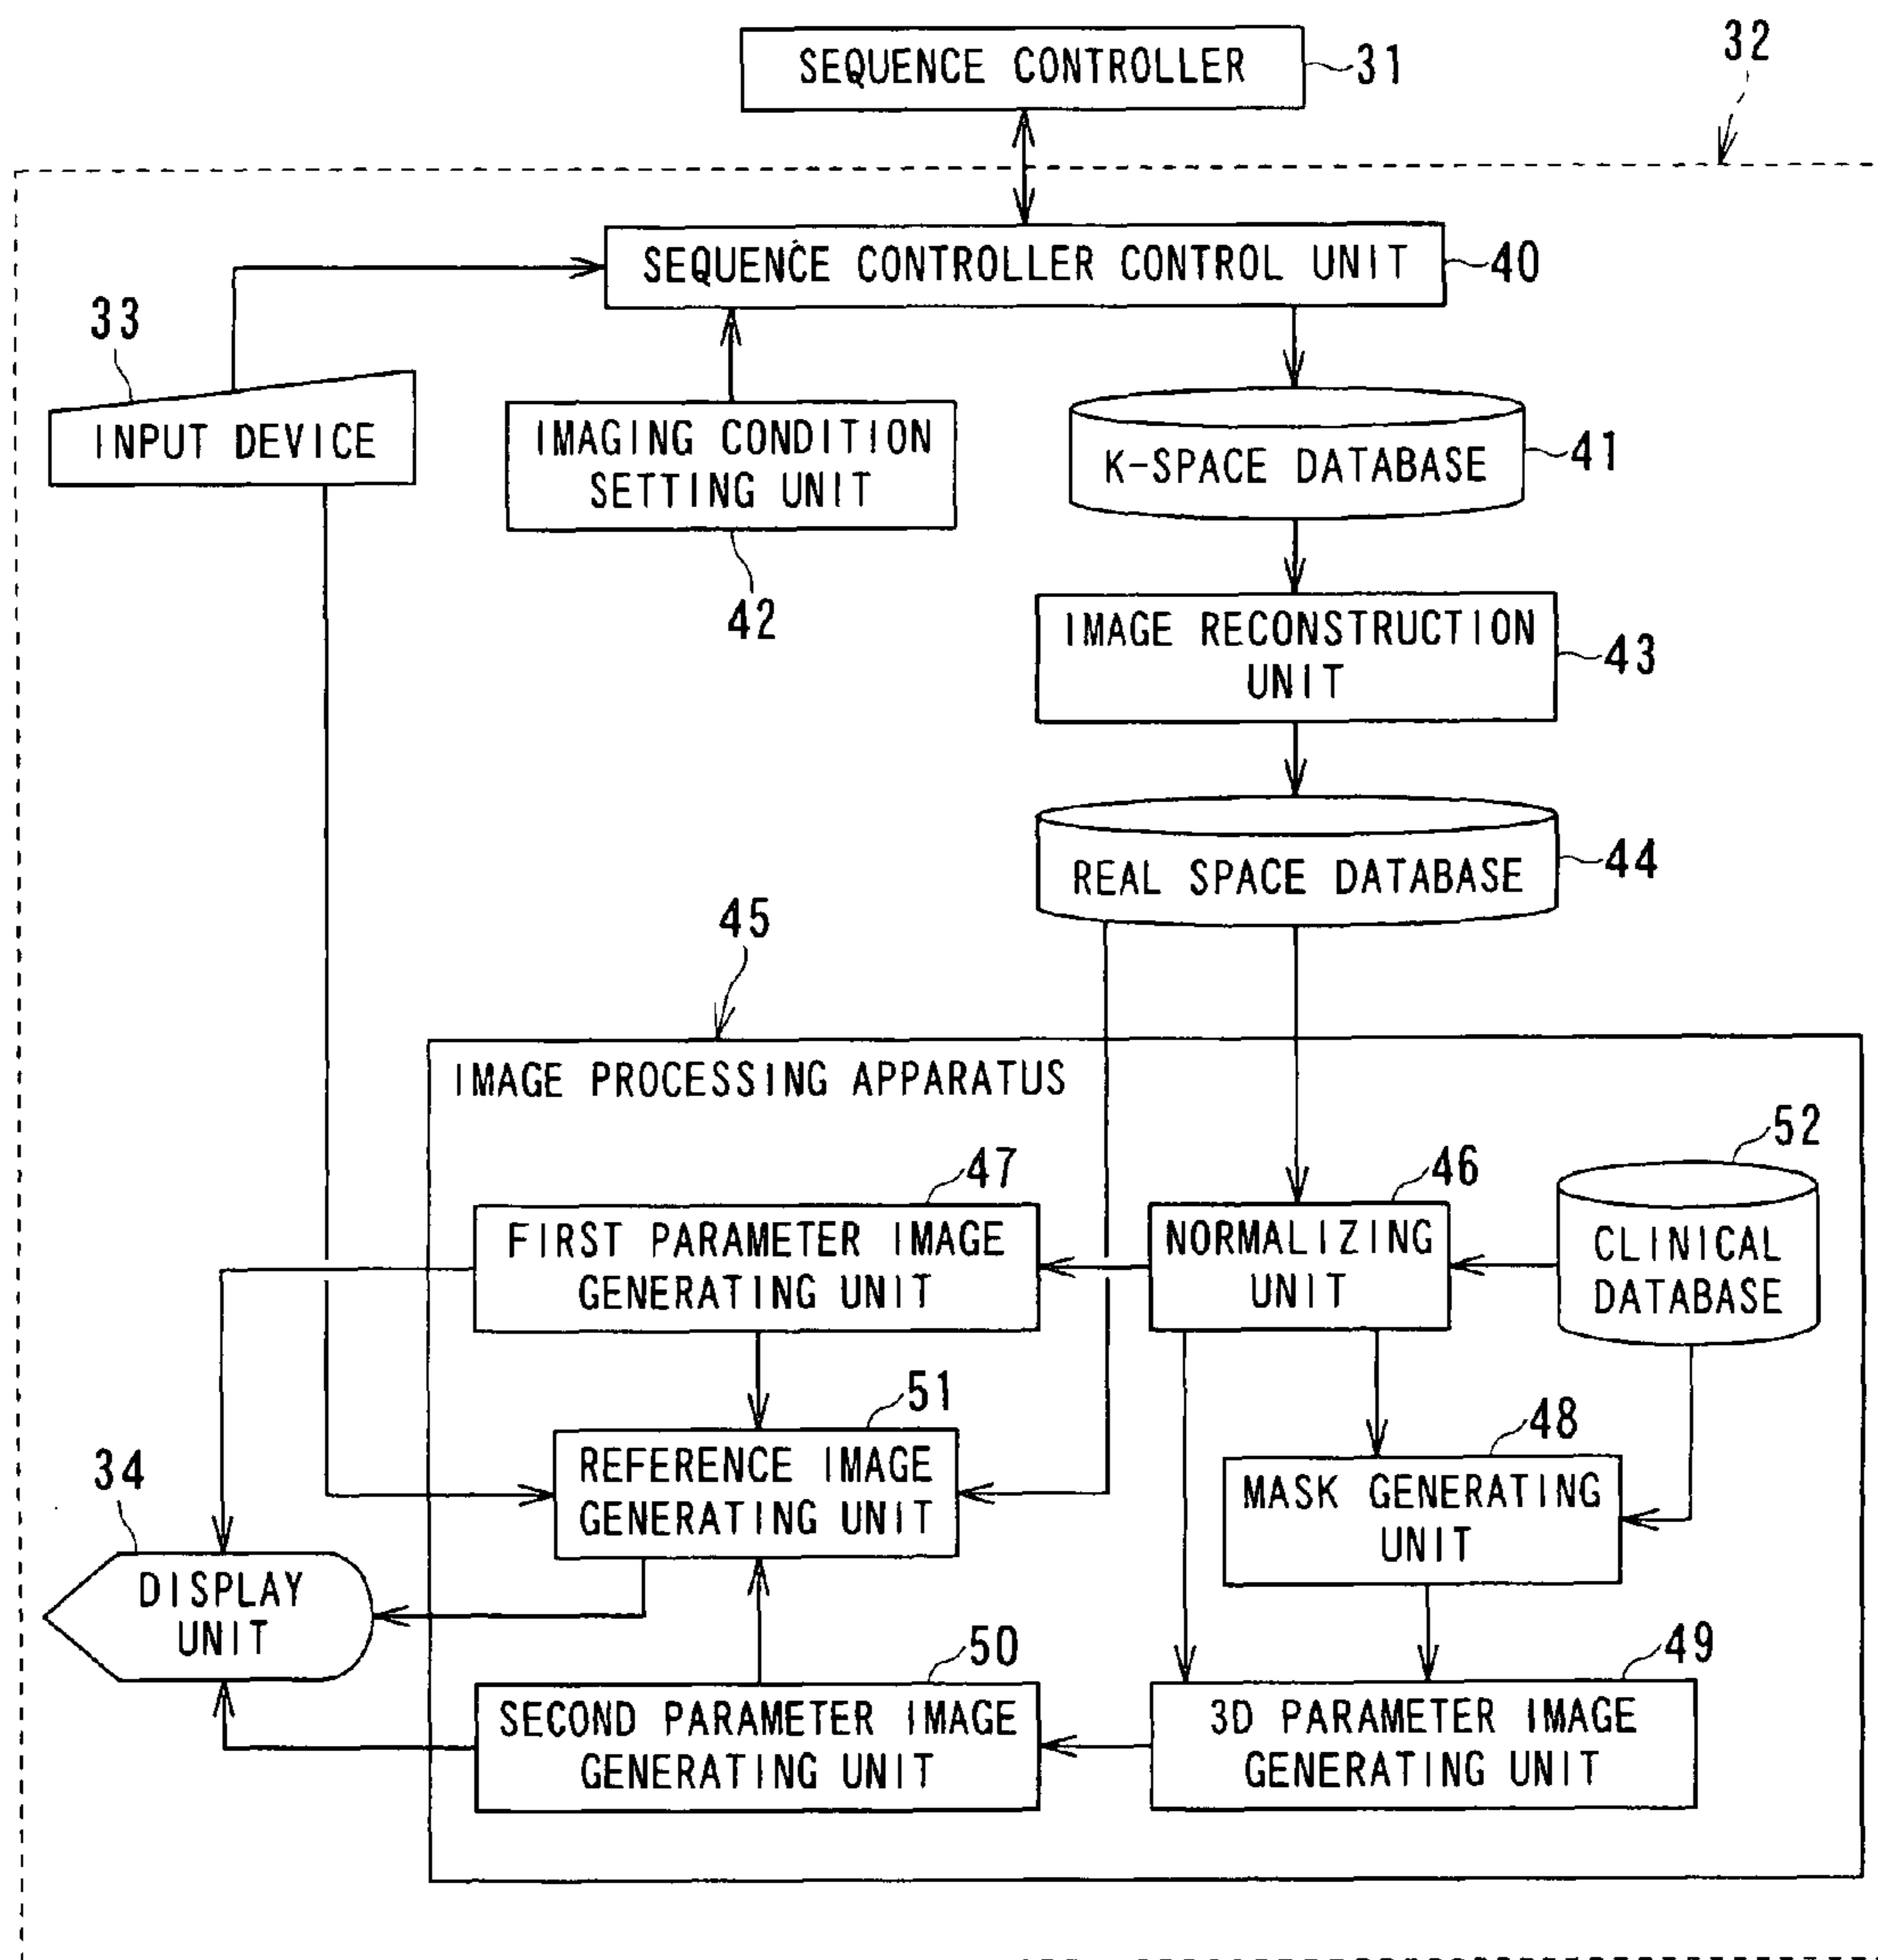 SEQUENCE CONTROLLER
31
32
SEQUENCE CONTROLLER CONTROL UNIT
40
33
INPUT DEVICE
IMAGING CONDITION
SETTING UNIT
42
K-SPACE DATABASE
41
IMAGE RECONSTRUCTION
UNIT
43
REAL SPACE DATABASE
44
45
IMAGE PROCESSING APPARATUS
47
FIRST PARAMETER IMAGE
GENERATING UNIT
46
NORMALIZING
UNIT
52
CLINICAL
DATABASE
51
REFERENCE IMAGE
GENERATING UNIT
48
MASK GENERATING
UNIT
34
DISPLAY
UNIT
50
SECOND PARAMETER IMAGE
GENERATING UNIT
49
3D PARAMETER IMAGE
GENERATING UNIT